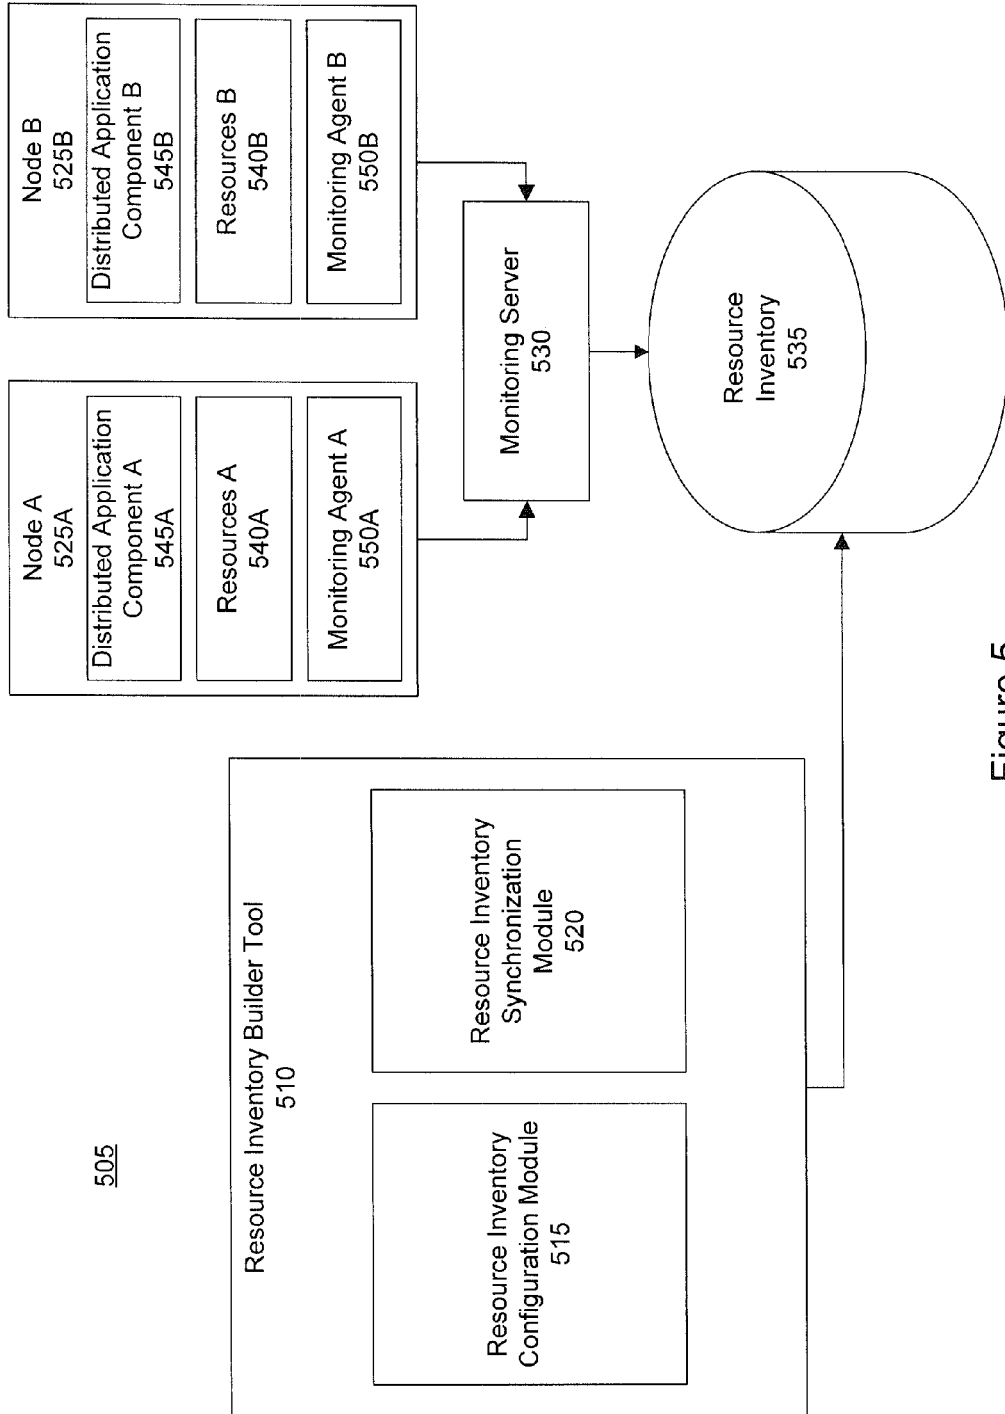 505
Resource Inventory Builder Tool
510
Resource Inventory
Configuration Module
515
Resource Inventory
Synchronization
Module
520
Node A
525A
Distributed Application
Component A
545A
Resources A
540A
Monitoring Agent A
550A
Node B
525B
Distributed Application
Component B
545B
Resources B
540B
Monitoring Agent B
550B
Monitoring Server
530
Resource
Inventory
535
Figure 5